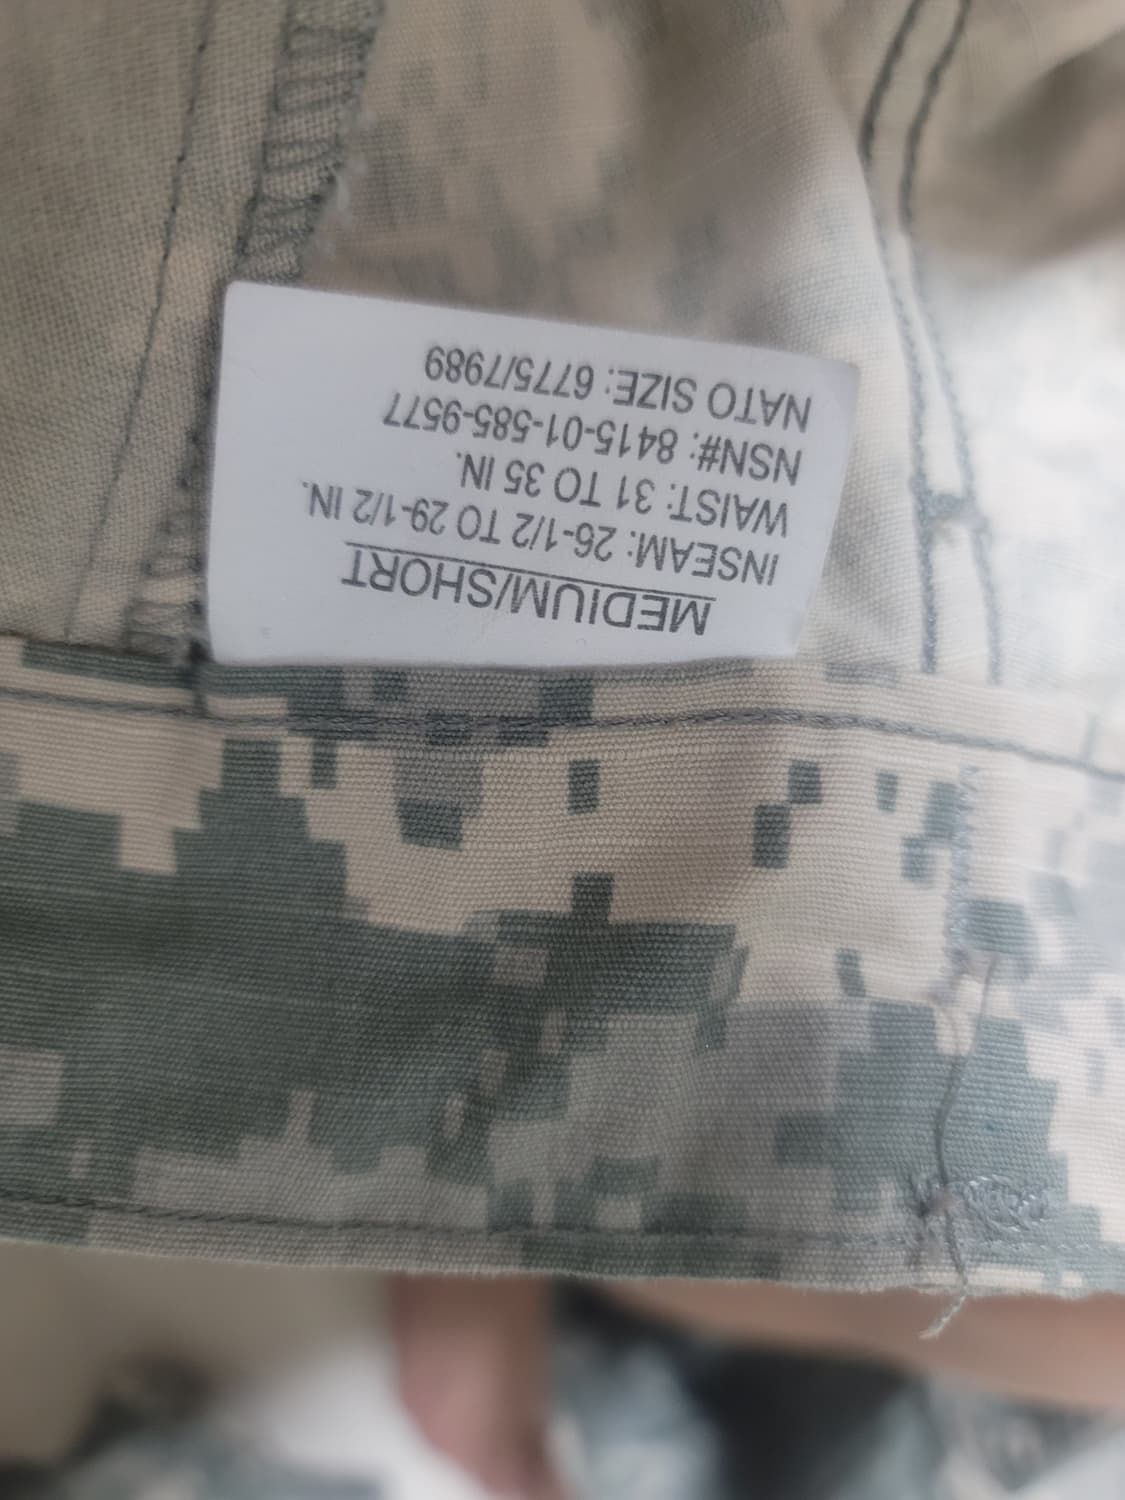 MEDIUM/SHORT
INSEAM: 26-1/2 TO 29-1/2 IN.
WAIST: 31 TO 35 IN.
NSN#: 8415-01-585-9577
NATO SIZE: 6775/7989